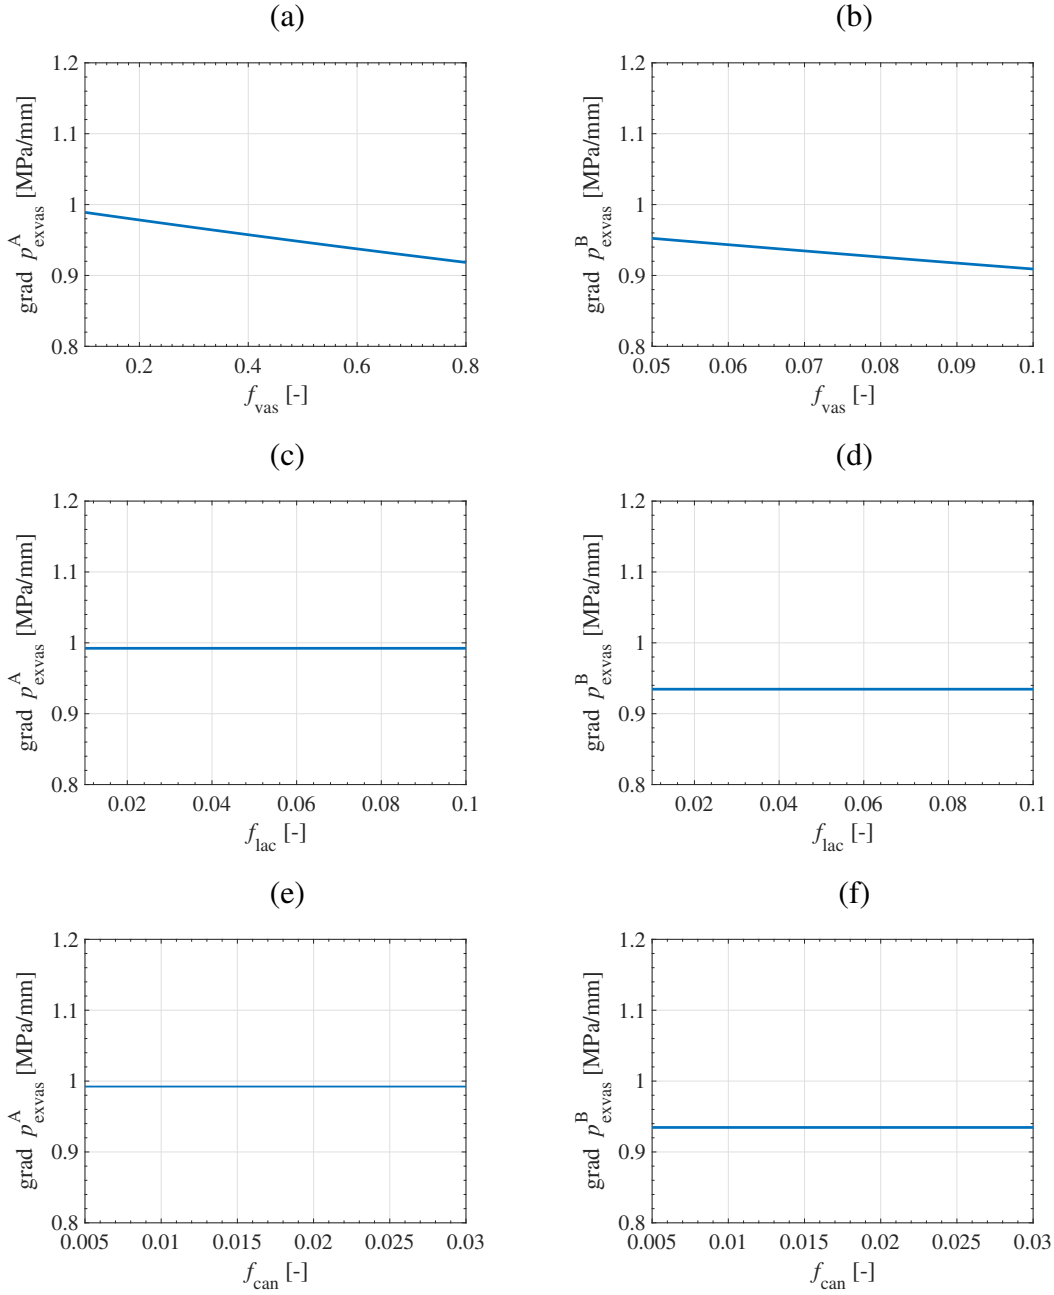 (a)
1.2
1.1
1
0.9
0.8
grad p^A_exvas [MPa/mm]
0.2 0.4 0.6 0.8
f_vas [-]
(b)
1.2
1.1
1
0.9
0.8
grad p^B_exvas [MPa/mm]
0.05 0.06 0.07 0.08 0.09 0.1
f_vas [-]
(c)
1.2
1.1
1
0.9
0.8
grad p^A_exvas [MPa/mm]
0.02 0.04 0.06 0.08 0.1
f_lac [-]
(d)
1.2
1.1
1
0.9
0.8
grad p^B_exvas [MPa/mm]
0.02 0.04 0.06 0.08 0.1
f_lac [-]
(e)
1.2
1.1
1
0.9
0.8
grad p^A_exvas [MPa/mm]
0.005 0.01 0.015 0.02 0.025 0.03
f_can [-]
(f)
1.2
1.1
1
0.9
0.8
grad p^B_exvas [MPa/mm]
0.005 0.01 0.015 0.02 0.025 0.03
f_can [-]